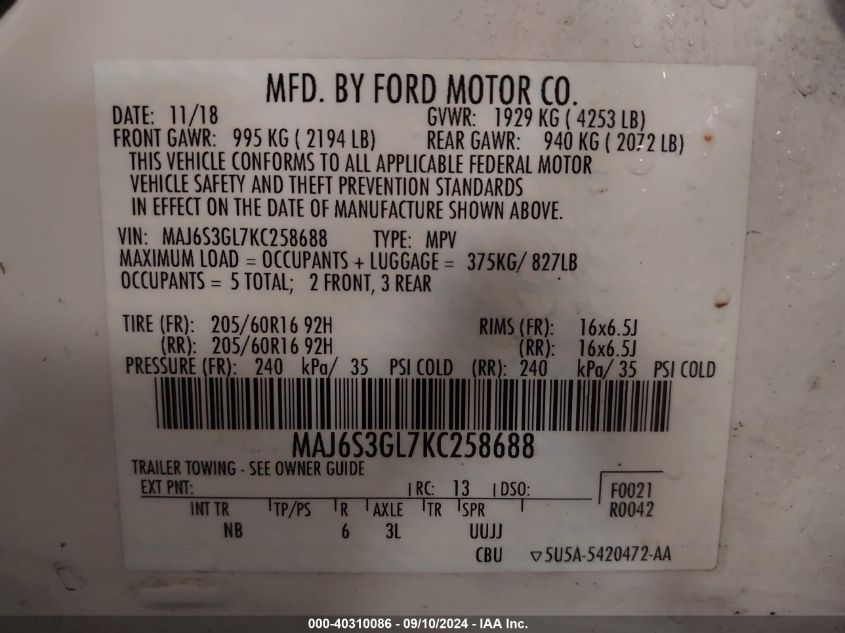 MFD. BY FORD MOTOR CO.
DATE: 11/18 GVWR: 1929 KG ( 4253 LB)
FRONT GAWR: 995 KG ( 2194 LB) REAR GAWR: 940 KG ( 2072 LB)
THIS VEHICLE CONFORMS TO ALL APPLICABLE FEDERAL MOTOR
VEHICLE SAFETY AND THEFT PREVENTION STANDARDS
IN EFFECT ON THE DATE OF MANUFACTURE SHOWN ABOVE.
VIN: MAJ6S3GL7KC258688 TYPE: MPV
MAXIMUM LOAD = OCCUPANTS + LUGGAGE = 375KG/ 827LB
OCCUPANTS = 5 TOTAL; 2 FRONT, 3 REAR
TIRE (FR): 205/60R16 92H RIMS (FR): 16x6.5J
(RR): 205/60R16 92H (RR): 16x6.5J
PRESSURE (FR): 240 kPa/ 35 PSI COLD (RR): 240 kPa/ 35 PSI COLD
MAJ6S3GL7KC258688
TRAILER TOWING - SEE OWNER GUIDE
EXT PNT: RC: 13 DSO: F0021
INT TR TP/PS R AXLE TR SPR R0042
NB 6 3L UUJJ
CBU ▽5U5A-5420472-AA
000-40310086 - 09/10/2024 - IAA Inc.